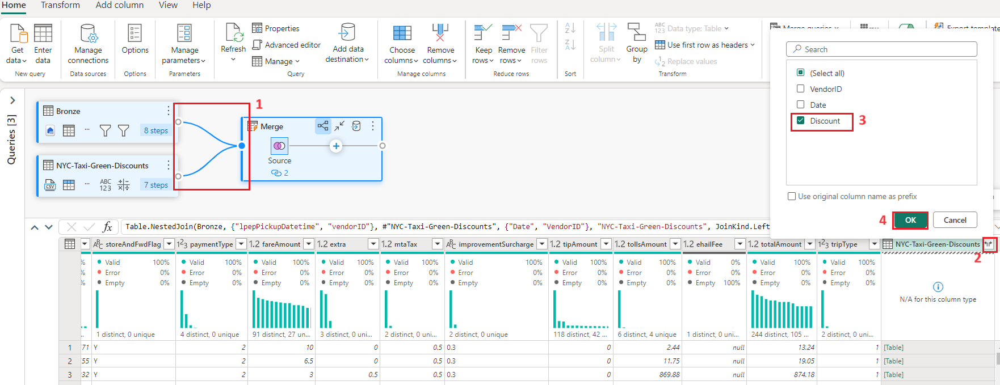 Home Transform Add column View Help
Get data
Enter data
New query
Manage connections
Data sources
Options
Options
Manage parameters
Parameters
Refresh
Properties
Advanced editor
Manage
Add data destination
Query
Choose columns
Remove columns
Manage columns
Keep rows
Remove rows
Filter rows
Reduce rows
Sort
Split column
Group by
Data type: Table
Use first row as headers
Replace values
Transform
Merge queries
Export template
Search
(Select all)
VendorID
Date
Discount
3
Use original column name as prefix
4
OK
Cancel
Queries [3]
Bronze
8 steps
NYC-Taxi-Green-Discounts
CSV
ABC 123
7 steps
1
Merge
Source
2
fx
Table.NestedJoin(Bronze, {"lpepPickupDatetime", "vendorID"}, #"NYC-Taxi-Green-Discounts", {"Date", "VendorID"}, "NYC-Taxi-Green-Discounts", JoinKind.Left
storeAndFwdFlag paymentType 1.2 fareAmount 1.2 extra 1.2 mtaTax improvementSurcharge 1.2 tipAmount 1.2 tollsAmount 1.2 ehailFee 1.2 totalAmount tripType NYC-Taxi-Green-Discounts
2
% Valid 100% Valid 100% Valid 100% Valid 100% Valid 100% Valid 100% Valid 100% Valid 100% Valid 0% Valid 100% Valid 100%
% Error 0% Error 0% Error 0% Error 0% Error 0% Error 0% Error 0% Error 0% Error 0% Error 0% Error 0%
% Empty 0% Empty 0% Empty 0% Empty 0% Empty 0% Empty 0% Empty 0% Empty 0% Empty 100% Empty 0% Empty 0%
N/A for this column type
... 1 distinct, 0 unique 4 distinct, 0 unique 91 distinct, 27 un... 3 distinct, 0 uni... 2 distinct, 0 uni... 2 distinct, 0 unique 118 distinct, 42 ... 6 distinct, 4 unique 1 distinct, 0 uni... 244 distinct, 105 ... 2 distinct, 0 uni...
1 71 Y 2 10 0 0.5 0.3 0 2.44 null 13.24 1 [Table]
2 55 Y 2 6.5 0 0.5 0.3 0 11.75 null 19.05 1 [Table]
3 32 Y 2 3 0.5 0.5 0.3 0 869.88 null 874.18 1 [Table]